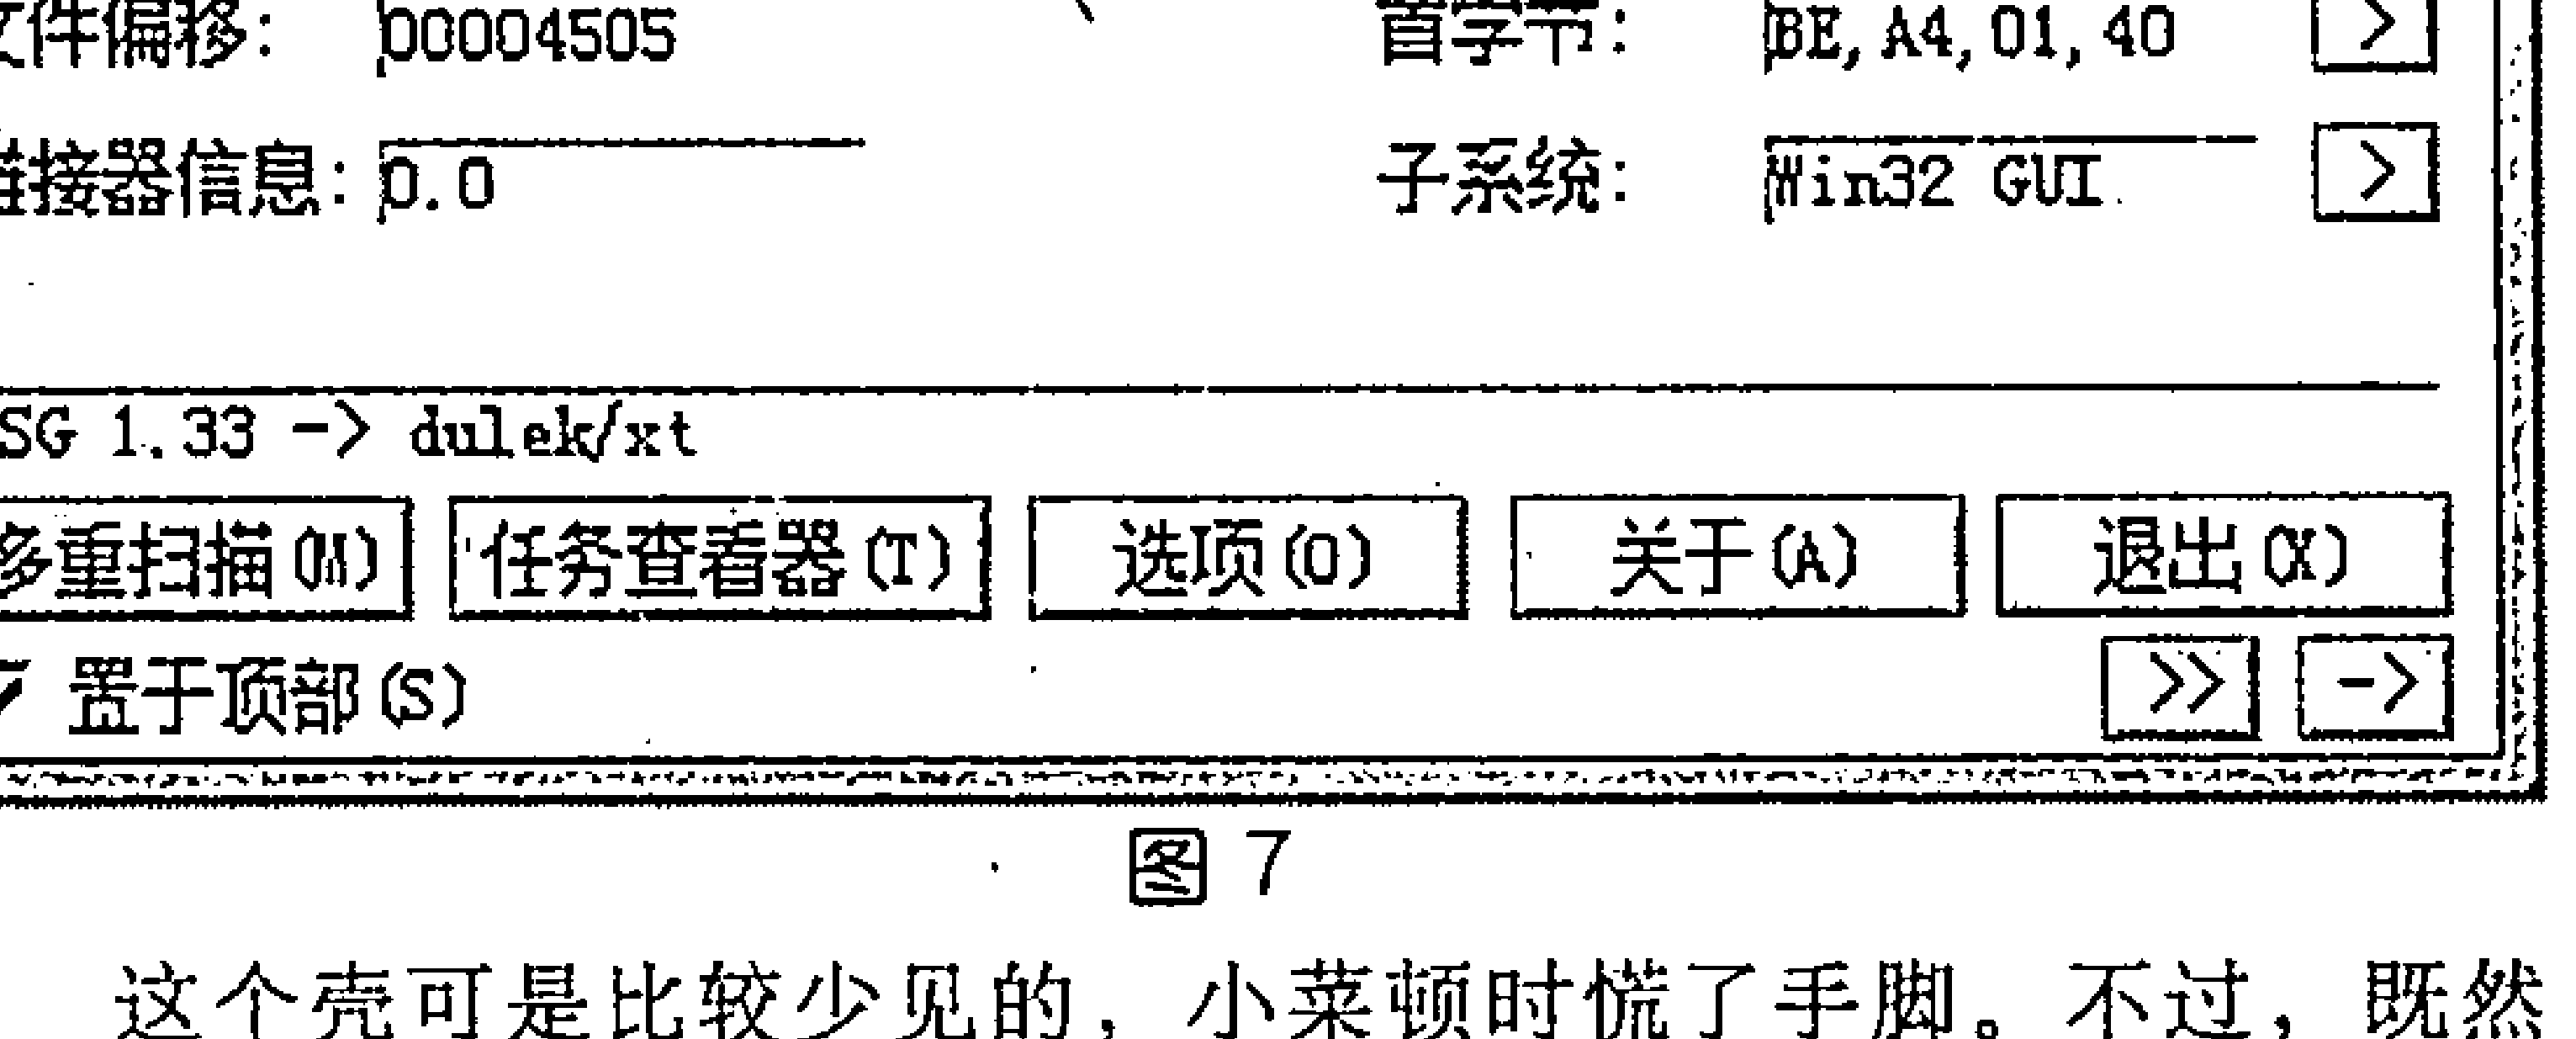 文件偏移: 00004505 首字节: BE,A4,01,40 >
链接器信息: 0.0 子系统: Win32 GUI >
SG 1.33 -> dulek/xt
多重扫描(M) 任务查看器(T) 选项(O) 关于(A) 退出(X)
置于顶部(S) >> ->
图 7
这个壳可是比较少见的，小菜顿时慌了手脚。不过，既然